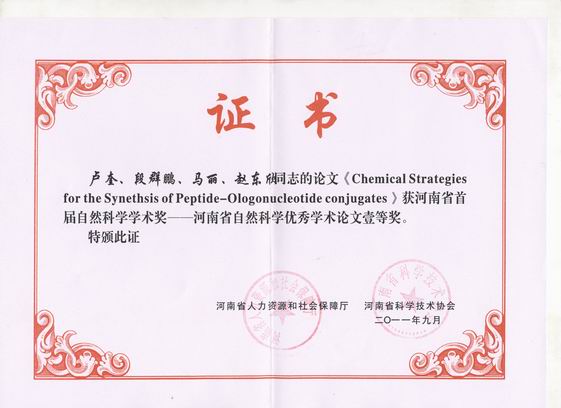 证书
卢奎、段群鹏、马丽、赵东欣同志的论文《Chemical Strategies
for the Synethsis of Peptide-Ologonucleotide conjugates 》获河南省首
届自然科学学术奖——河南省自然科学优秀学术论文壹等奖。
特颁此证
河南省人力资源和社会保障厅 河南省科学技术协会
二〇一一年九月